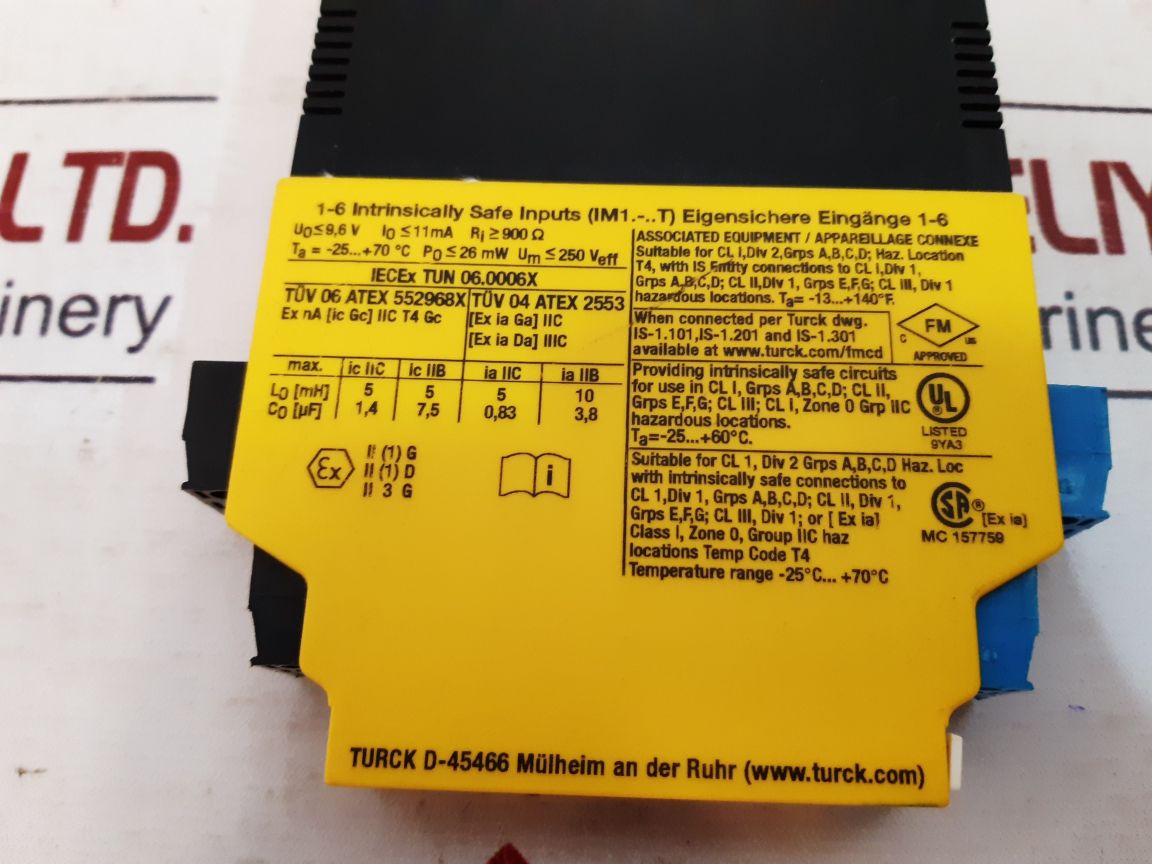 LTD.
inery
1-6 Intrinsically Safe Inputs (IM1.-..T) Eigensichere Eingänge 1-6
U₀≤9,6 V I₀ ≤11mA Rᵢ ≥ 900 Ω
Tₐ = -25...+70 °C P₀ ≤ 26 mW Uₘ ≤ 250 Veff
IECEx TUN 06.0006X
TÜV 06 ATEX 552968X
Ex nA [ic Gc] IIC T4 Gc
TÜV 04 ATEX 2553
[Ex ia Ga] IIC
[Ex ia Da] IIIC
max. ic IIC ic IIB ia IIC ia IIB
L₀ [mH] 5 5 5 10
C₀ [µF] 1,4 7,5 0,83 3,8
Ex
II (1) G
II (1) D
II 3 G
i
ASSOCIATED EQUIPMENT / APPAREILLAGE CONNEXE
Suitable for CL I,Div 2,Grps A,B,C,D; Haz. Location
T4, with IS Entity connections to CL I,Div 1,
Grps A,B,C,D; CL II,Div 1, Grps E,F,G; CL III, Div 1
hazardous locations. Tₐ= -13...+140°F.
When connected per Turck dwg.
IS-1.101,IS-1.201 and IS-1.301
available at www.turck.com/fmcd
C FM US
APPROVED
Providing intrinsically safe circuits
for use in CL I, Grps A,B,C,D; CL II,
Grps E,F,G; CL III; CL I, Zone 0 Grp IIC
hazardous locations.
Tₐ=-25...+60°C.
UL
LISTED
9YA3
Suitable for CL 1, Div 2 Grps A,B,C,D Haz. Loc
with intrinsically safe connections to
CL 1,Div 1, Grps A,B,C,D; CL II, Div 1,
Grps E,F,G; CL III, Div 1; or [ Ex ia]
Class I, Zone 0, Group IIC haz
locations Temp Code T4
Temperature range -25°C... +70°C
SA® [Ex ia]
MC 157759
TURCK D-45466 Mülheim an der Ruhr (www.turck.com)